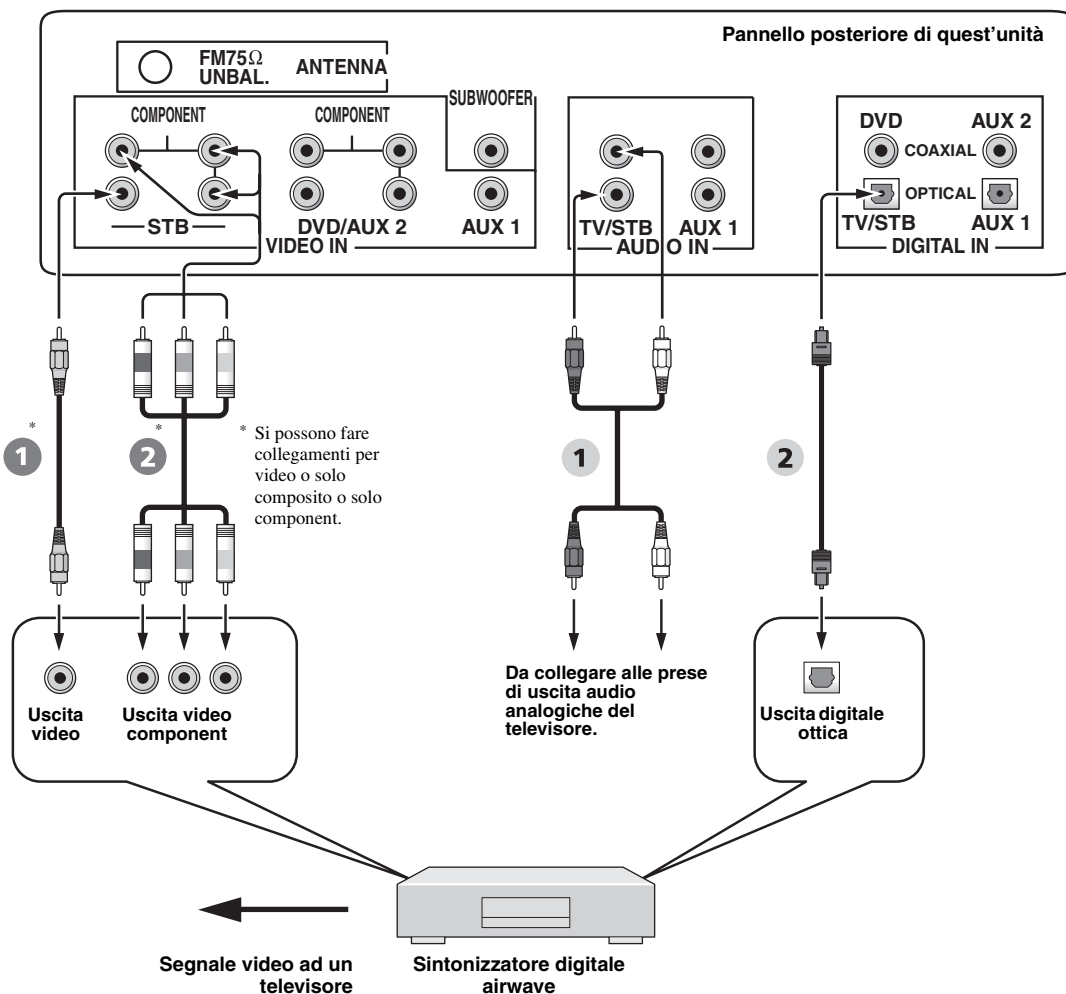 Pannello posteriore di quest'unità
FM75Ω
UNBAL.
ANTENNA
COMPONENT
COMPONENT
SUBWOOFER
STB
DVD/AUX 2
AUX 1
VIDEO IN
TV/STB
AUX 1
AUDIO IN
DVD
AUX 2
COAXIAL
OPTICAL
TV/STB
AUX 1
DIGITAL IN
1
*
2
*
* Si possono fare
collegamenti per
video o solo
composito o solo
component.
1
2
Uscita
video
Uscita video
component
Da collegare alle prese
di uscita audio
analogiche del
televisore.
Uscita digitale
ottica
Segnale video ad un
televisore
Sintonizzatore digitale
airwave